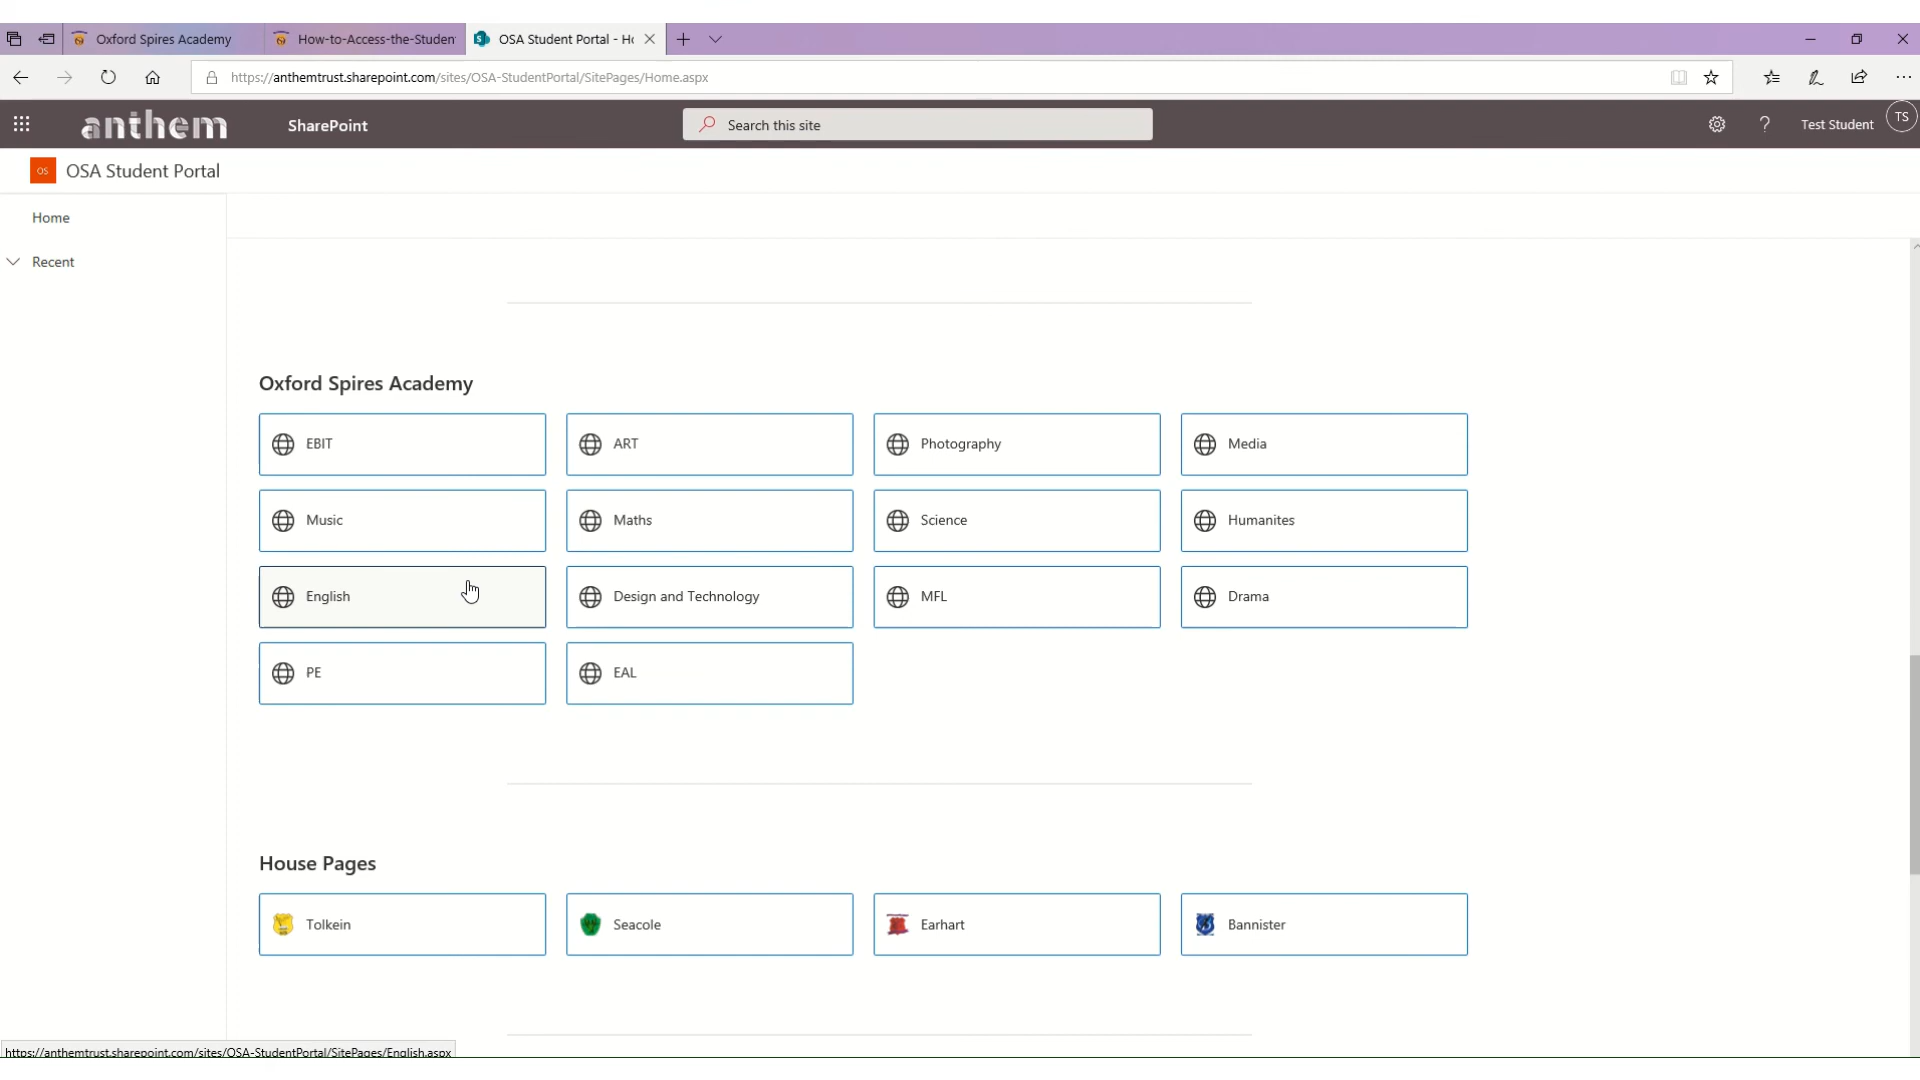 Oxford Spires Academy
How-to-Access-the-Studen
OSA Student Portal - Ho
https://anthemtrust.sharepoint.com/sites/OSA-StudentPortal/SitePages/Home.aspx
anthem
SharePoint
Search this site
?
Test Student
TS
OS
OSA Student Portal
Home
Recent
Oxford Spires Academy
EBIT
ART
Photography
Media
Music
Maths
Science
Humanites
English
Design and Technology
MFL
Drama
PE
EAL
House Pages
Tolkein
Seacole
Earhart
Bannister
https://anthemtrust.sharepoint.com/sites/OSA-StudentPortal/SitePages/English.aspx